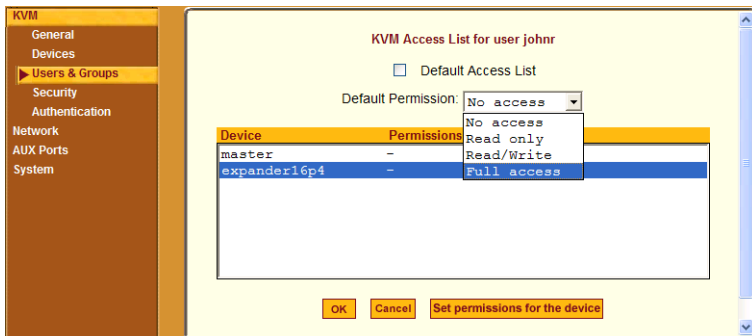 KVM
General
Devices
Users & Groups
Security
Authentication
Network
AUX Ports
System
KVM Access List for user johnr
Default Access List
Default Permission: No access
No access
Read only
Read/Write
Full access
Device Permissions
master -
expander16p4 -
OK Cancel Set permissions for the device